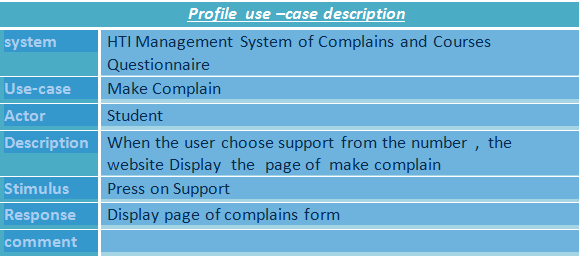 Profile use –case description
system HTI Management System of Complains and Courses
Questionnaire
Use-case Make Complain
Actor Student
Description When the user choose support from the number , the
website Display the page of make complain
Stimulus Press on Support
Response Display page of complains form
comment